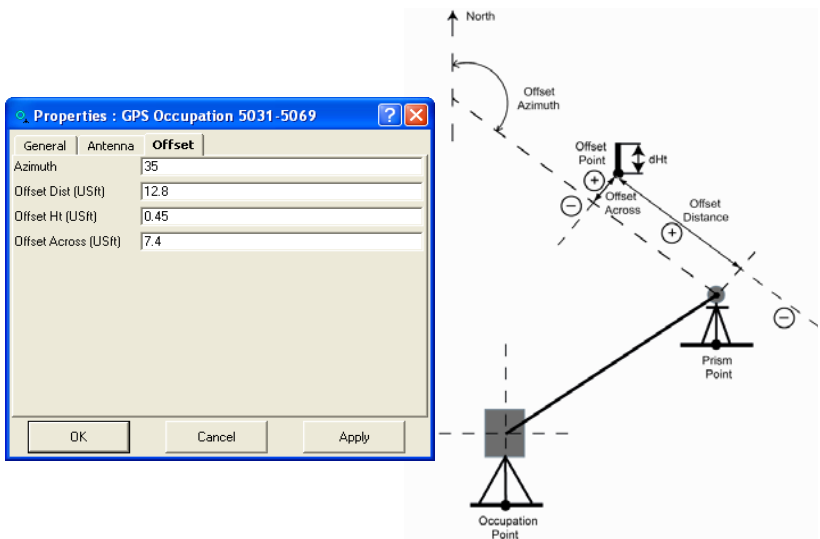 Properties : GPS Occupation 5031-5069
General
Antenna
Offset
Azimuth
35
Offset Dist (USft)
12.8
Offset Ht (USft)
0.45
Offset Across (USft)
7.4
OK
Cancel
Apply
North
Offset
Azimuth
Offset
Point
dHt
+
−
Offset
Across
Offset
Distance
+
−
Prism
Point
Occupation
Point